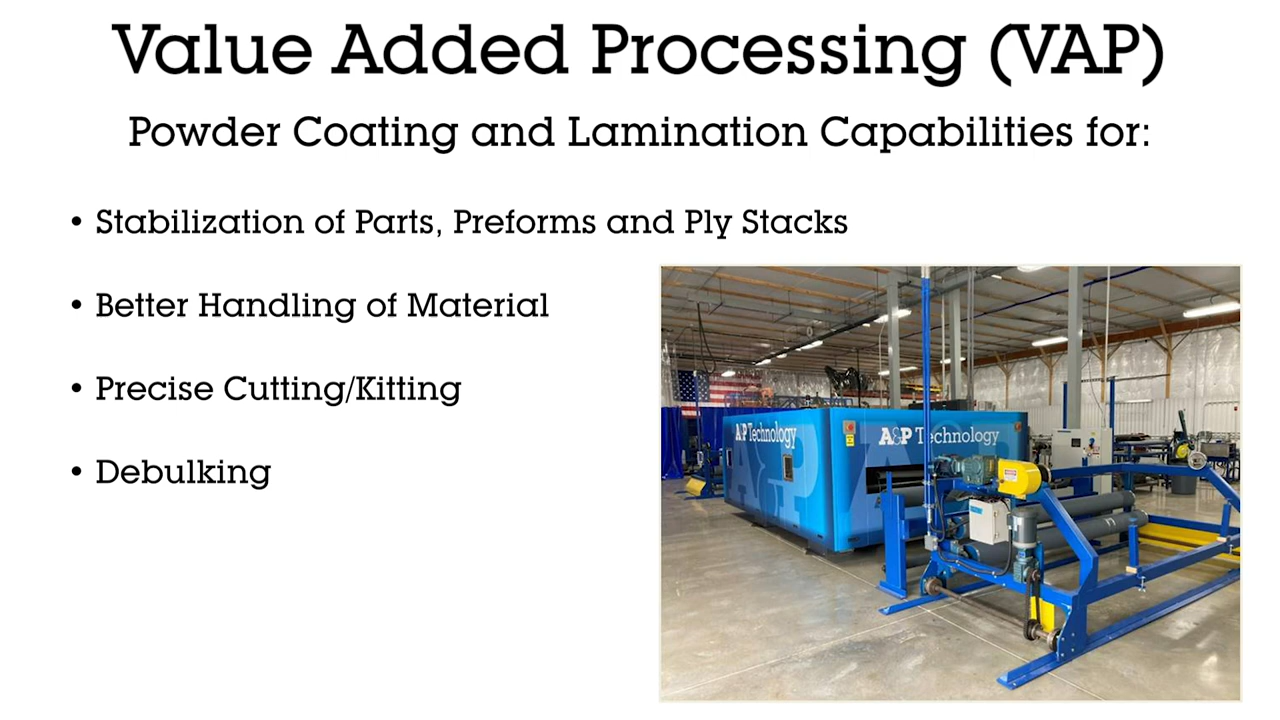 Value Added Processing (VAP)
Powder Coating and Lamination Capabilities for:
• Stabilization of Parts, Preforms and Ply Stacks
• Better Handling of Material
• Precise Cutting/Kitting
• Debulking
A&P Technology
A&P Technology
A&P